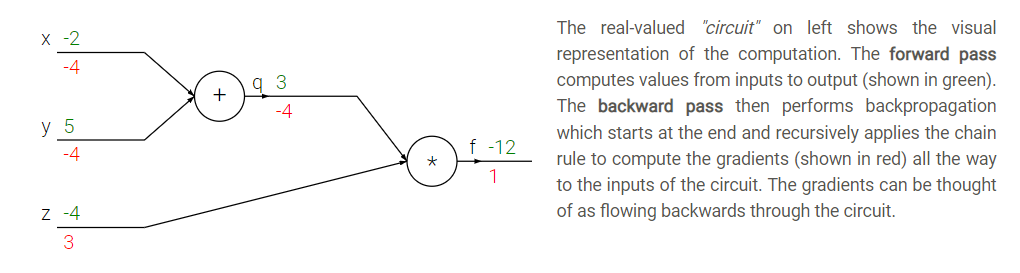 x -2
-4
y 5
-4
z -4
3
+
q 3
-4
*
f -12
1
The real-valued "circuit" on left shows the visual
representation of the computation. The forward pass
computes values from inputs to output (shown in green).
The backward pass then performs backpropagation
which starts at the end and recursively applies the chain
rule to compute the gradients (shown in red) all the way
to the inputs of the circuit. The gradients can be thought
of as flowing backwards through the circuit.